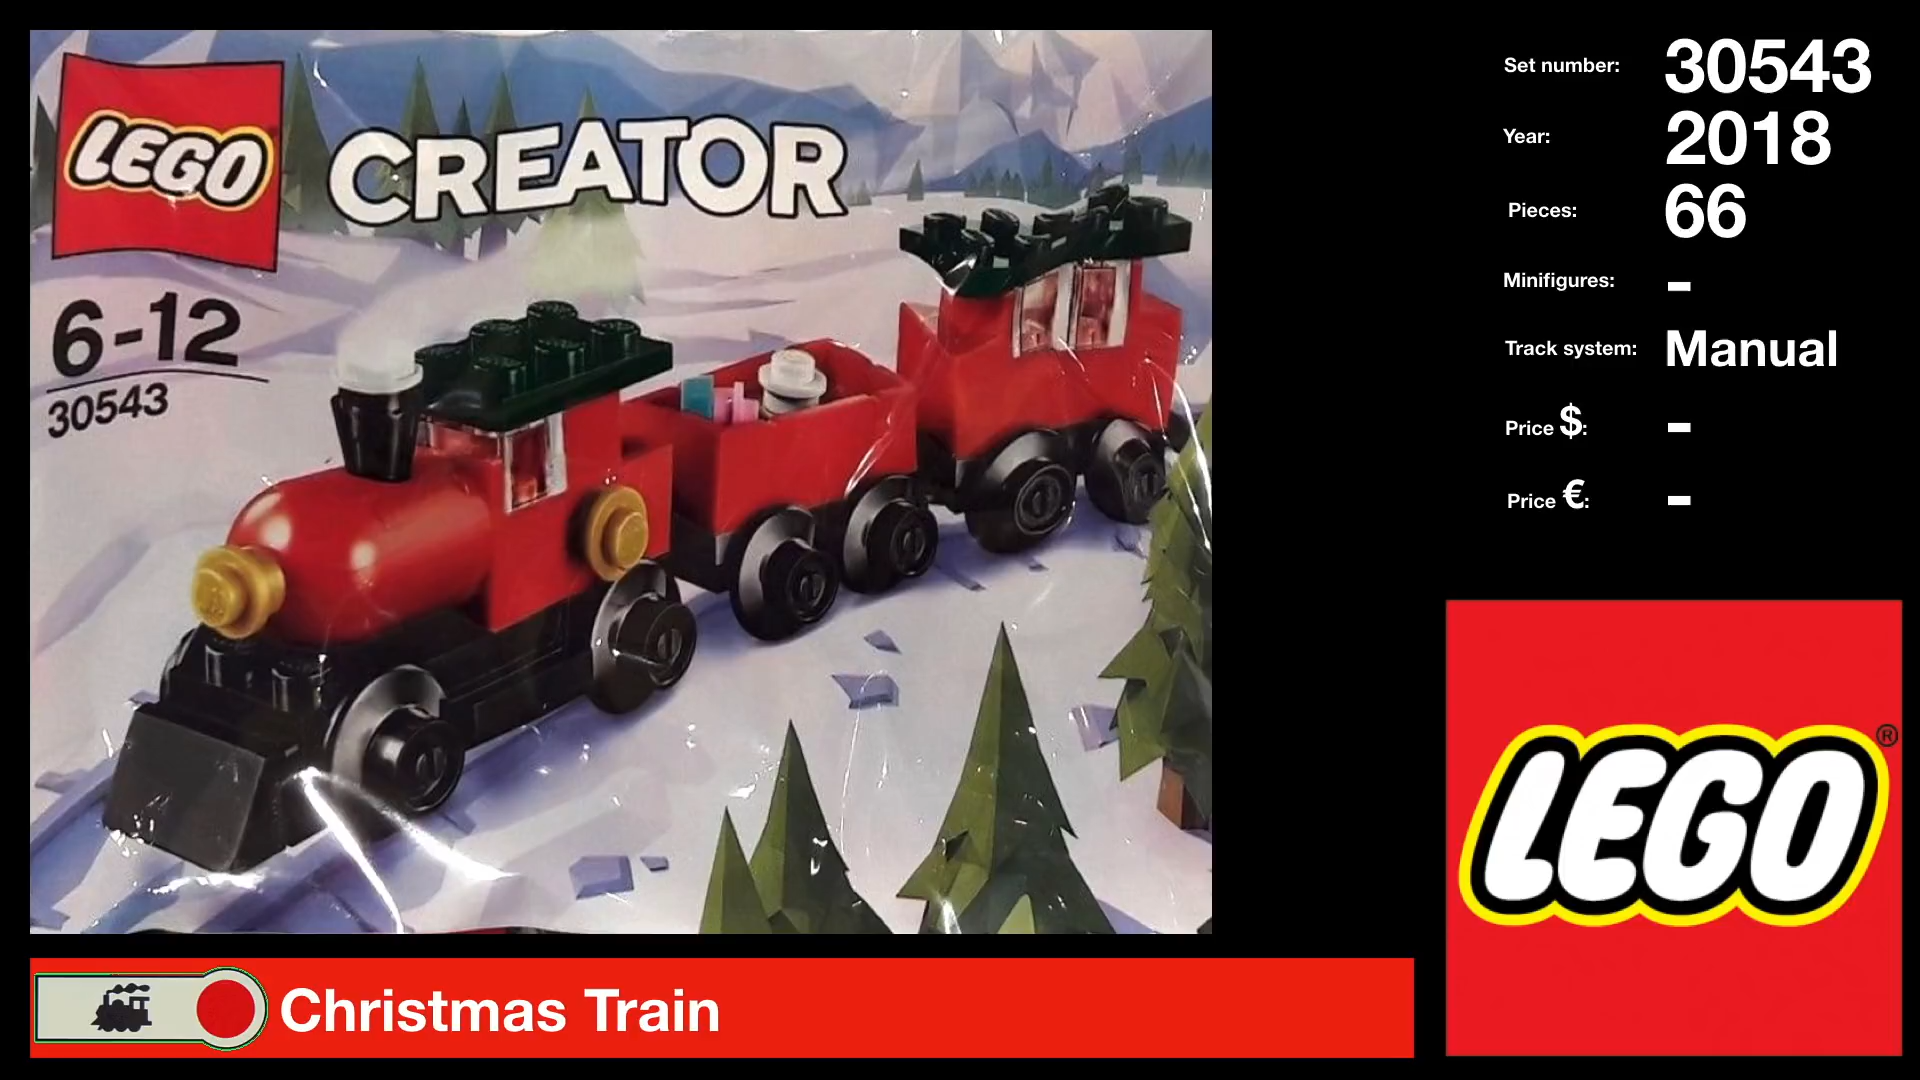 LEGO CREATOR
6-12
30543
Set number: 30543
Year: 2018
Pieces: 66
Minifigures: -
Track system: Manual
Price $: -
Price €: -
LEGO ®
Christmas Train